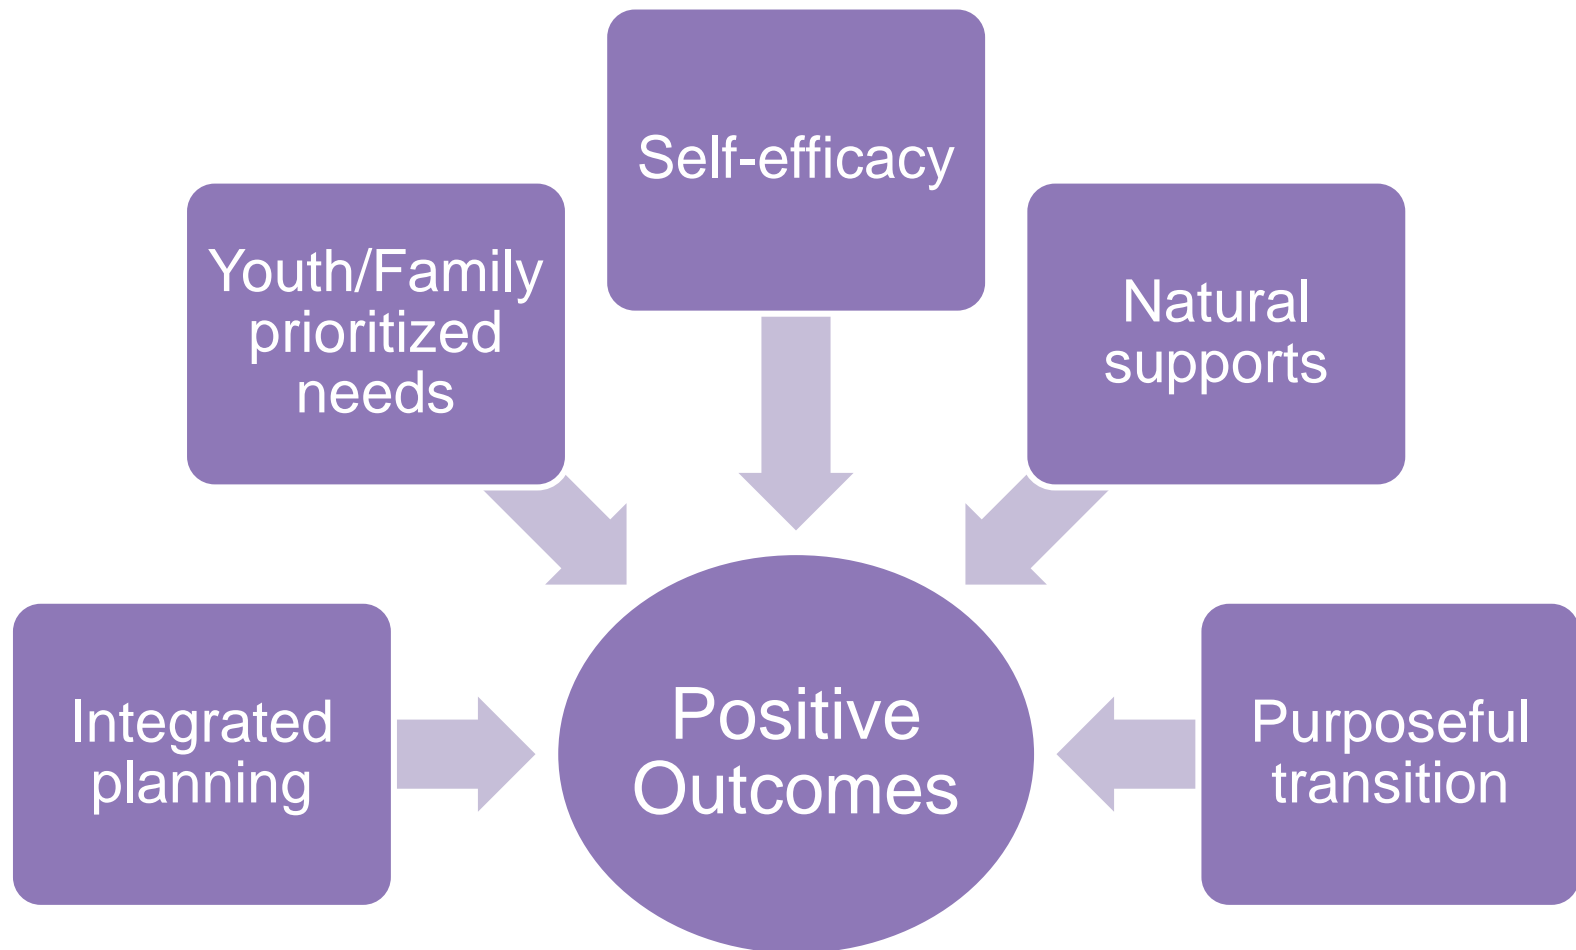 Self-efficacy
Youth/Family
prioritized
needs
Natural
supports
Integrated
planning
Positive
Outcomes
Purposeful
transition